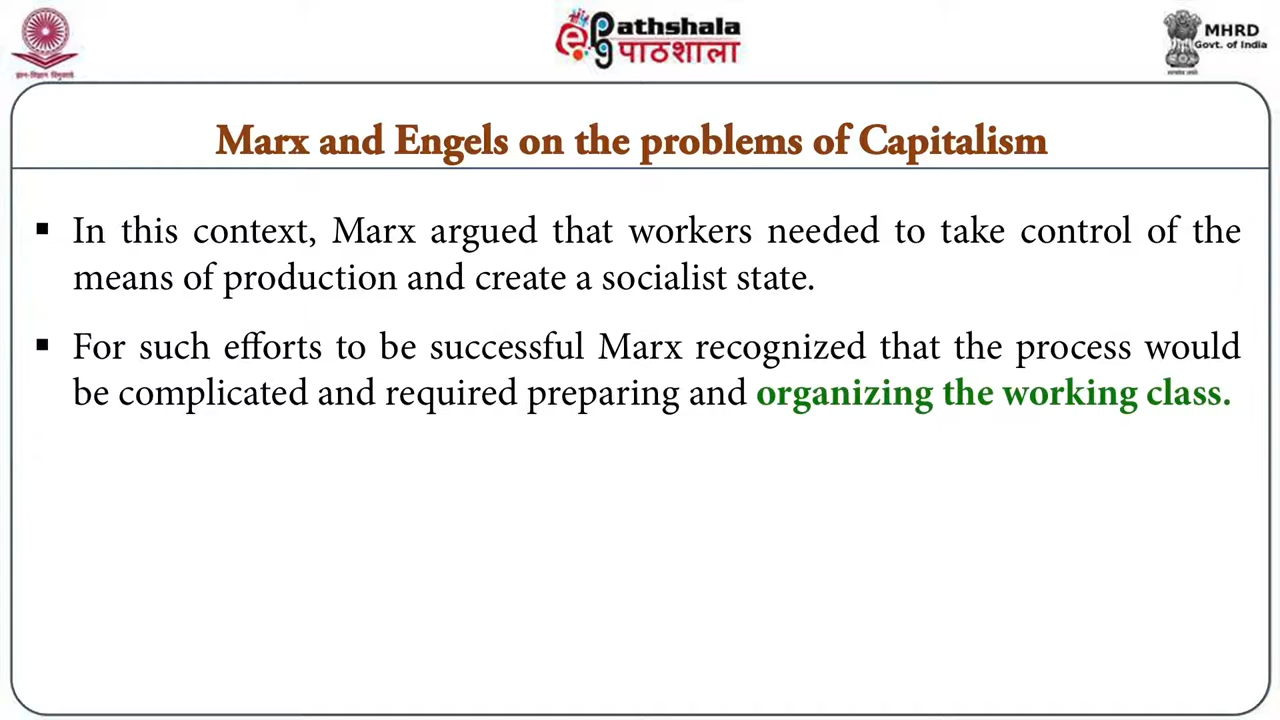 ePG Pathshala
पाठशाला
MHRD
Govt. of India
Marx and Engels on the problems of Capitalism
▪ In this context, Marx argued that workers needed to take control of the
means of production and create a socialist state.
▪ For such efforts to be successful Marx recognized that the process would
be complicated and required preparing and organizing the working class.